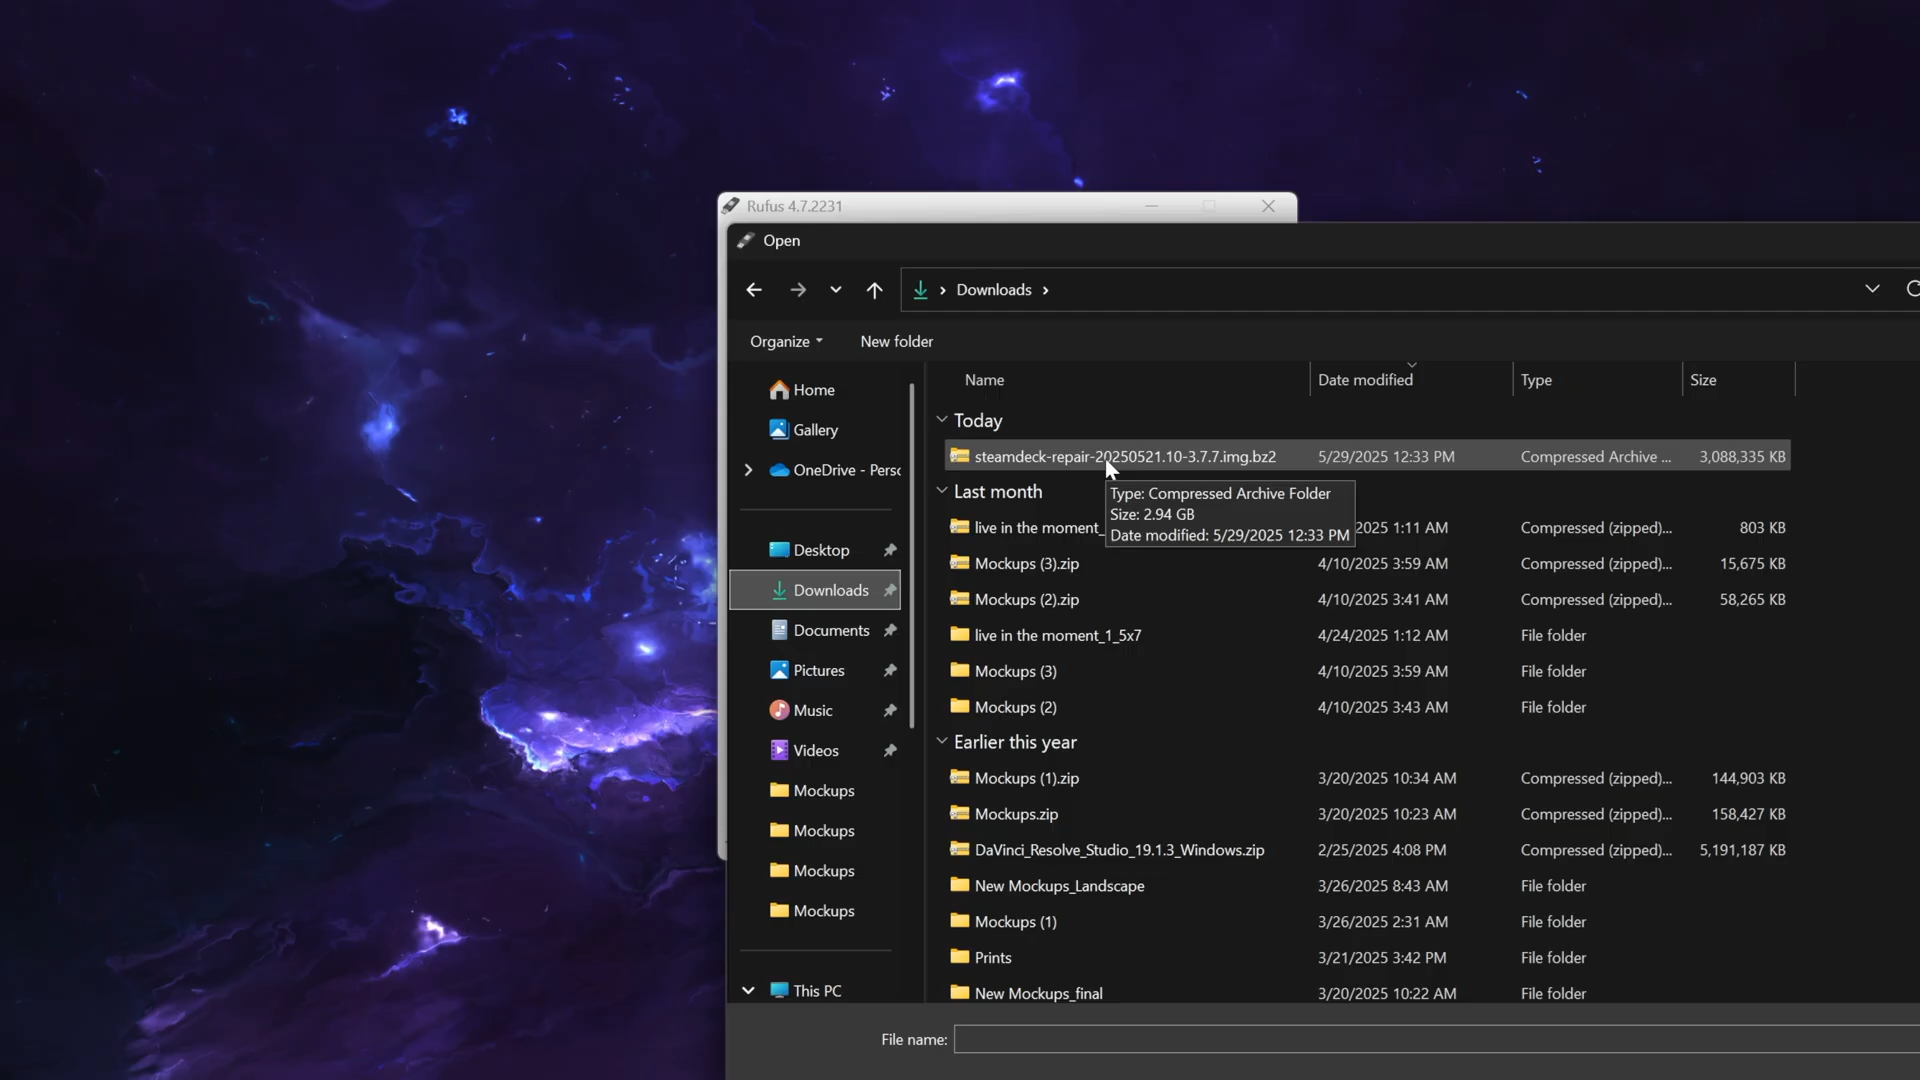 Rufus 4.7.2231
Open
Downloads
Organize
New folder
Name Date modified Type Size
Home
Gallery
OneDrive - Persc
Desktop
Downloads
Documents
Pictures
Music
Videos
Mockups
Mockups
Mockups
Mockups
This PC
Today
steamdeck-repair-20250521.10-3.7.7.img.bz2 5/29/2025 12:33 PM Compressed Archive ... 3,088,335 KB
Type: Compressed Archive Folder
Size: 2.94 GB
Date modified: 5/29/2025 12:33 PM
Last month
live in the moment_ 2025 1:11 AM Compressed (zipped)... 803 KB
Mockups (3).zip 4/10/2025 3:59 AM Compressed (zipped)... 15,675 KB
Mockups (2).zip 4/10/2025 3:41 AM Compressed (zipped)... 58,265 KB
live in the moment_1_5x7 4/24/2025 1:12 AM File folder
Mockups (3) 4/10/2025 3:59 AM File folder
Mockups (2) 4/10/2025 3:43 AM File folder
Earlier this year
Mockups (1).zip 3/20/2025 10:34 AM Compressed (zipped)... 144,903 KB
Mockups.zip 3/20/2025 10:23 AM Compressed (zipped)... 158,427 KB
DaVinci_Resolve_Studio_19.1.3_Windows.zip 2/25/2025 4:08 PM Compressed (zipped)... 5,191,187 KB
New Mockups_Landscape 3/26/2025 8:43 AM File folder
Mockups (1) 3/26/2025 2:31 AM File folder
Prints 3/21/2025 3:42 PM File folder
New Mockups_final 3/20/2025 10:22 AM File folder
File name: